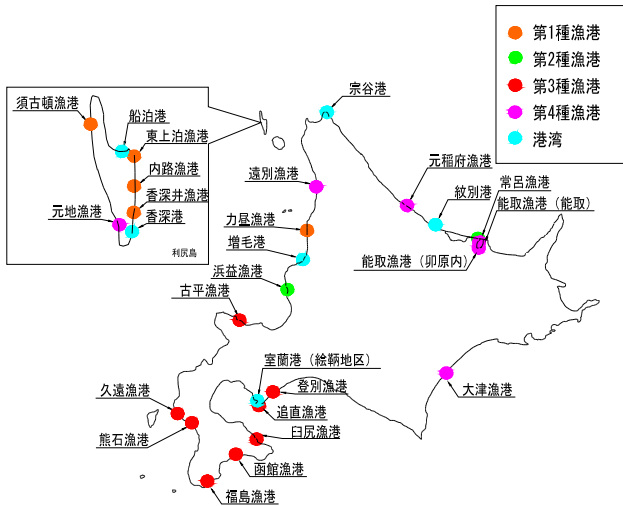 第1種漁港
第2種漁港
第3種漁港
第4種漁港
港湾
宗谷港
須古頓漁港
船泊港
東上泊漁港
内路漁港
香深井漁港
元地漁港
香深港
利尻島
遠別漁港
元稲府漁港
紋別港
常呂漁港
能取漁港（能取）
能取漁港（卯原内）
力昼漁港
増毛港
浜益漁港
古平漁港
室蘭港（絵鞆地区）
登別漁港
追直漁港
大津漁港
久遠漁港
熊石漁港
臼尻漁港
函館漁港
福島漁港